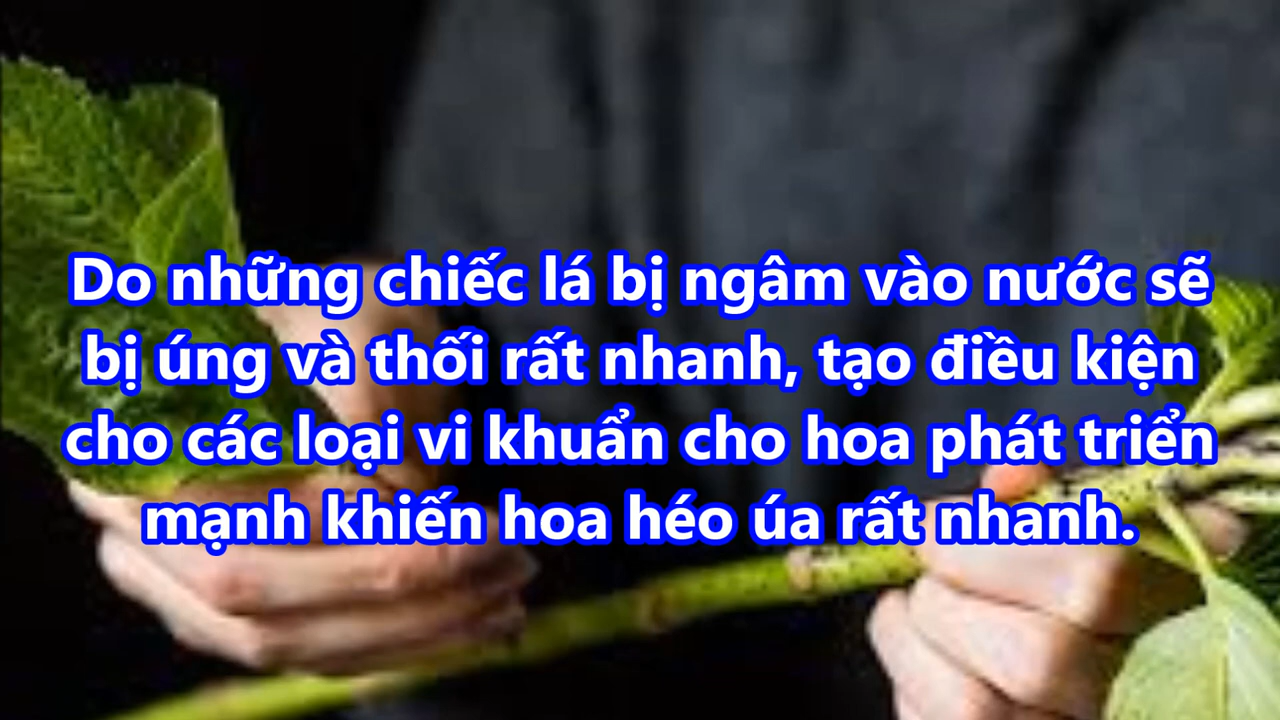 Do những chiếc lá bị ngâm vào nước sẽ
bị úng và thối rất nhanh, tạo điều kiện
cho các loại vi khuẩn cho hoa phát triển
mạnh khiến hoa héo úa rất nhanh.